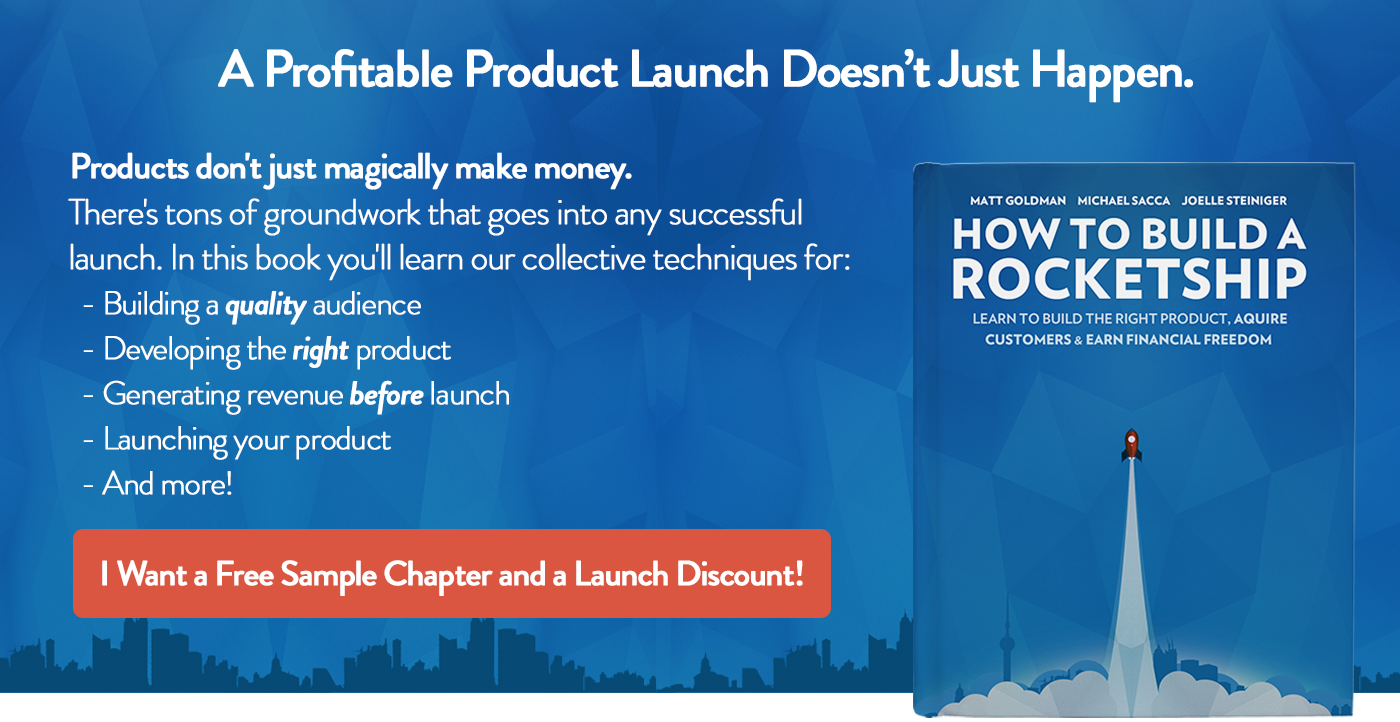 A Profitable Product Launch Doesn't Just Happen.
Products don't just magically make money.
There's tons of groundwork that goes into any successful
launch. In this book you'll learn our collective techniques for:
- Building a quality audience
- Developing the right product
- Generating revenue before launch
- Launching your product
- And more!
I Want a Free Sample Chapter and a Launch Discount!
MATT GOLDMAN MICHAEL SACCA JOELLE STEINIGER
HOW TO BUILD A
ROCKETSHIP
LEARN TO BUILD THE RIGHT PRODUCT, AQUIRE
CUSTOMERS & EARN FINANCIAL FREEDOM